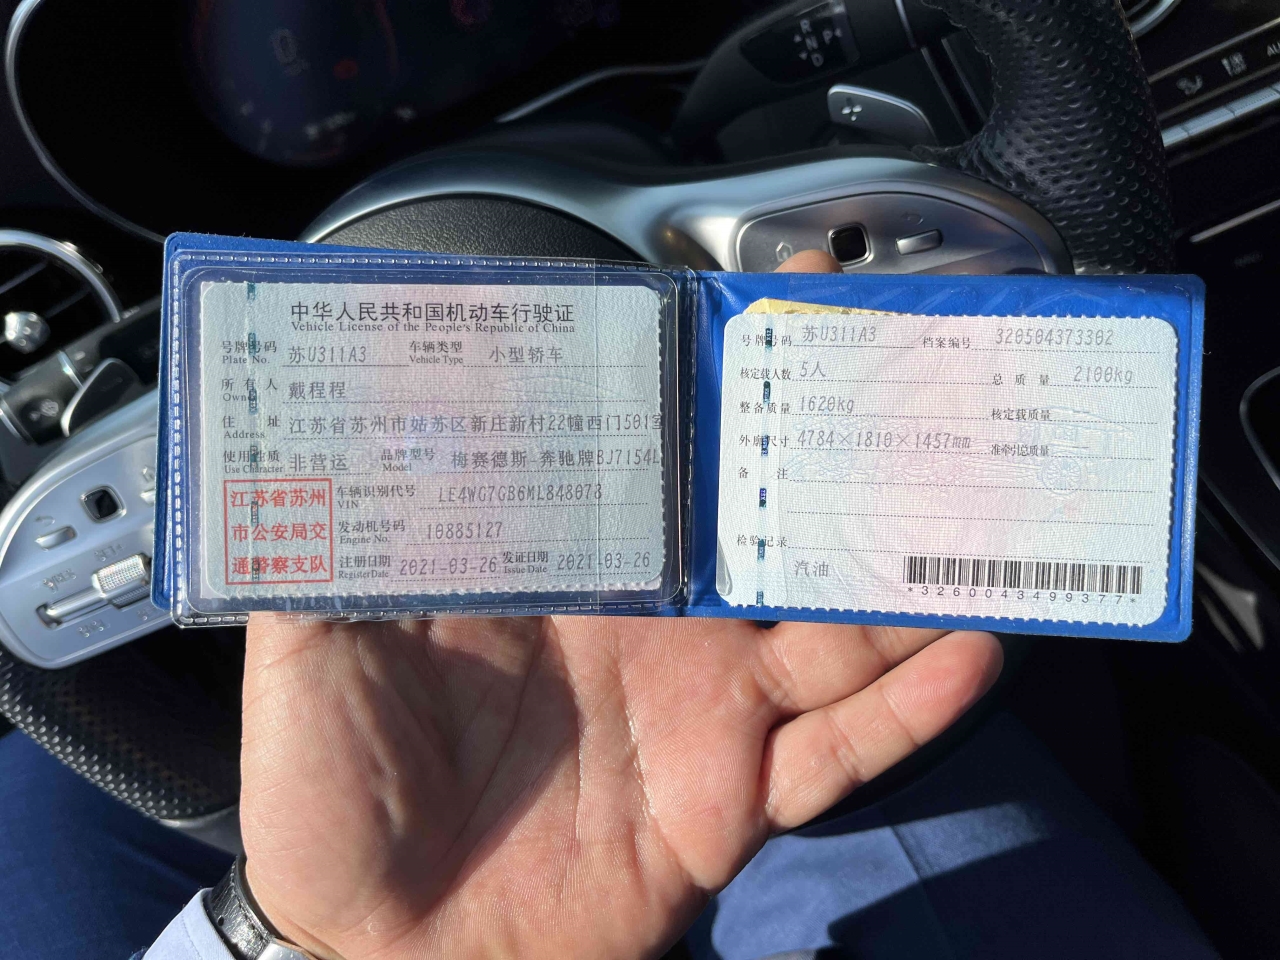 中华人民共和国机动车行驶证
Vehicle License of the People's Republic of China
号牌号码 苏U311A3 车辆类型 小型轿车
Plate No. Vehicle Type
所有人 戴程程
Owner
住址 江苏省苏州市姑苏区新庄新村22幢西门501室
Address
使用性质 非营运 品牌型号 梅赛德斯-奔驰牌BJ7154L
Use Character Model
江苏省苏州
市公安局交
通警察支队
车辆识别代号 LE4WG7GB6ML848078
VIN
发动机号码 10885127
Engine No.
注册日期 2021-03-26 发证日期 2021-03-26
Register Date Issue Date
号牌号码 苏U311A3 档案编号 320504373302
核定载人数 5人 总质量 2100kg
整备质量 1620kg 核定载质量
外廓尺寸 4784×1810×1457mm 准牵引总质量
备注
检验记录
汽油
*3260043499377*